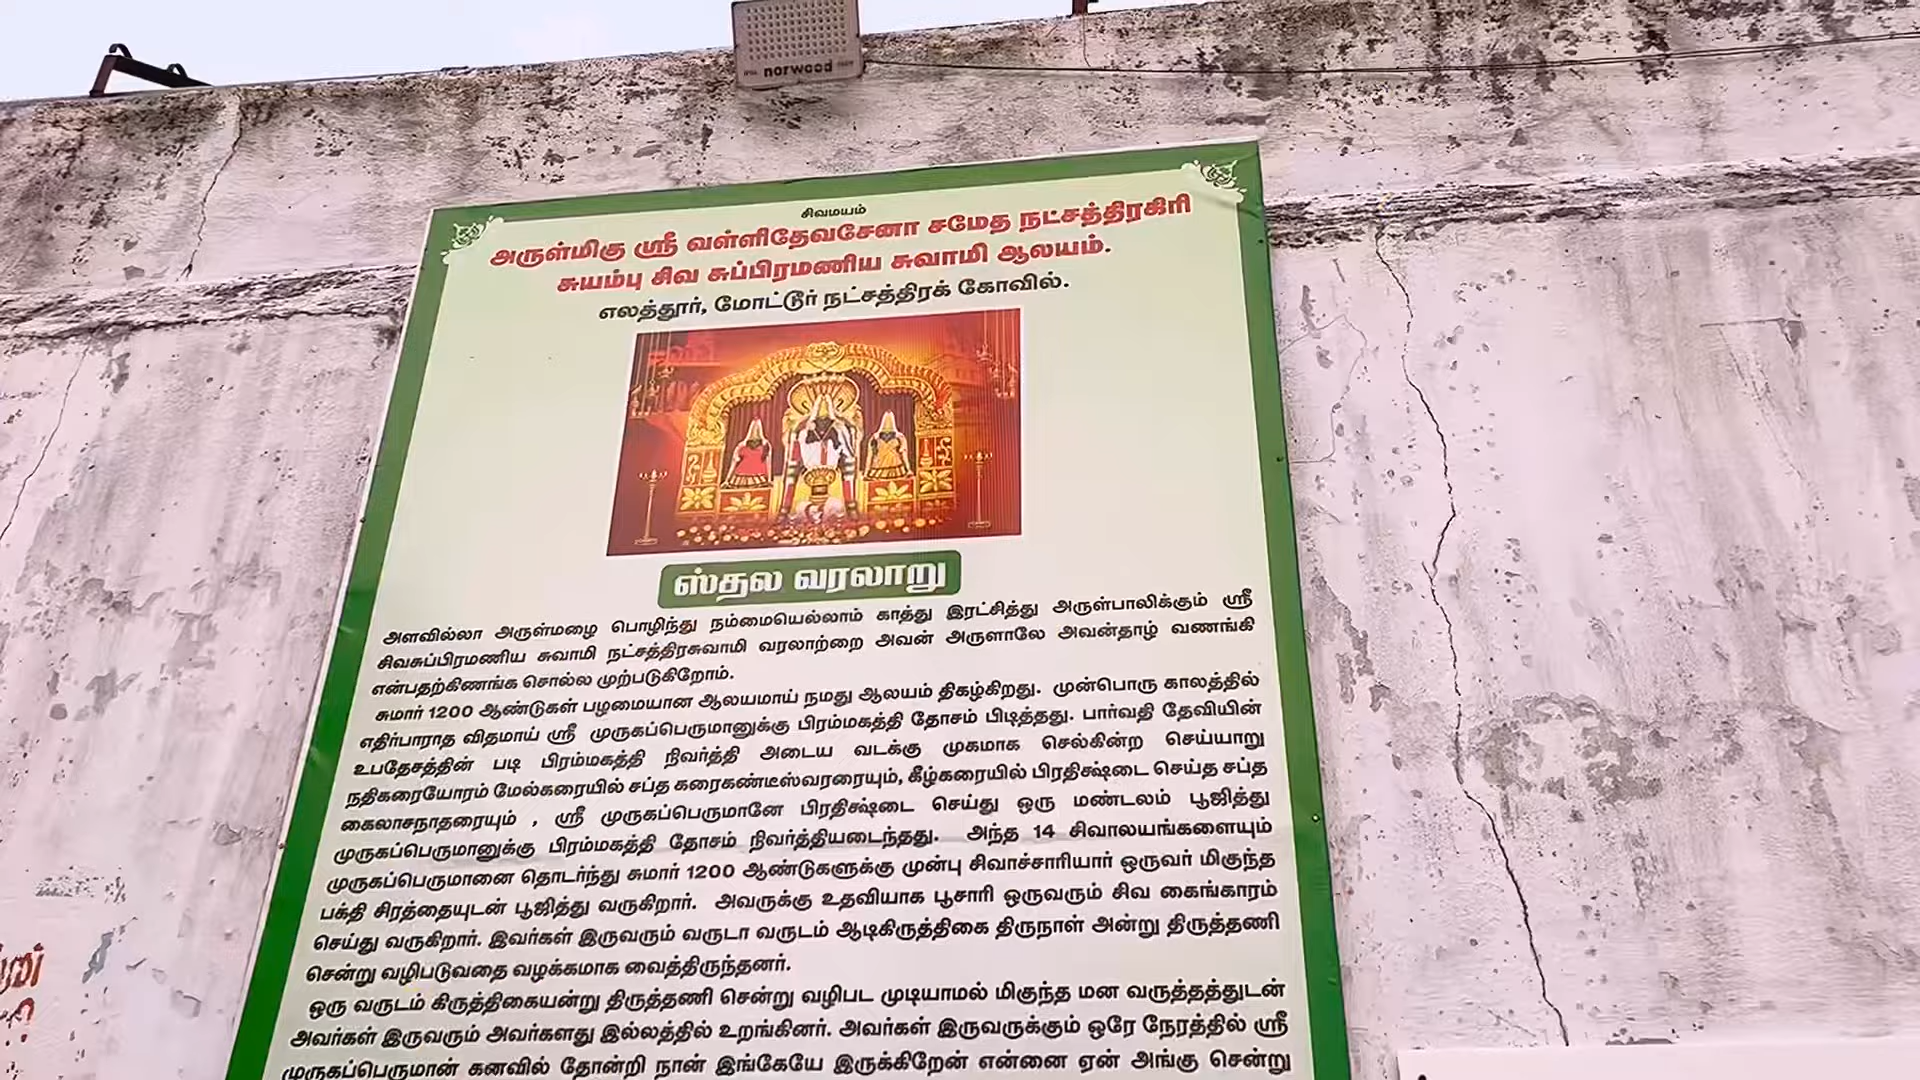 norwood
சிவமயம்
அருள்மிகு ஸ்ரீ வள்ளிதேவசேனா சமேத நட்சத்திரகிரி
சுயம்பு சிவ சுப்பிரமணிய சுவாமி ஆலயம்.
எலத்தூர், மோட்டூர் நட்சத்திரக் கோவில்.
ஸ்தல வரலாறு
அளவில்லா அருள்மழை பொழிந்து நம்மையெல்லாம் காத்து இரட்சித்து அருள்பாலிக்கும் ஸ்ரீ
சிவசுப்பிரமணிய சுவாமி நட்சத்திரசுவாமி வரலாற்றை அவன் அருளாலே அவன்தாழ் வணங்கி
என்பதற்கிணங்க சொல்ல முற்படுகிறோம்.
சுமார் 1200 ஆண்டுகள் பழமையான ஆலயமாய் நமது ஆலயம் திகழ்கிறது. முன்பொரு காலத்தில்
எதிர்பாராத விதமாய் ஸ்ரீ முருகப்பெருமானுக்கு பிரம்மகத்தி தோசம் பிடித்தது. பார்வதி தேவியின்
உபதேசத்தின் படி பிரம்மகத்தி நிவர்த்தி அடைய வடக்கு முகமாக செல்கின்ற செய்யாறு
நதிகரையோரம் மேல்கரையில் சப்த கரைகண்டீஸ்வரரையும், கீழ்கரையில் பிரதிக்ஷ்டை செய்த சப்த
கைலாசநாதரையும் , ஸ்ரீ முருகப்பெருமானே பிரதிக்ஷ்டை செய்து ஒரு மண்டலம் பூஜித்து
முருகப்பெருமானுக்கு பிரம்மகத்தி தோசம் நிவர்த்தியடைந்தது. அந்த 14 சிவாலயங்களையும்
முருகப்பெருமானை தொடர்ந்து சுமார் 1200 ஆண்டுகளுக்கு முன்பு சிவாச்சாரியார் ஒருவர் மிகுந்த
பக்தி சிரத்தையுடன் பூஜித்து வருகிறார். அவருக்கு உதவியாக பூசாரி ஒருவரும் சிவ கைங்காரம்
செய்து வருகிறார். இவர்கள் இருவரும் வருடா வருடம் ஆடிகிருத்திகை திருநாள் அன்று திருத்தணி
சென்று வழிபடுவதை வழக்கமாக வைத்திருந்தனர்.
ஒரு வருடம் கிருத்திகையன்று திருத்தணி சென்று வழிபட முடியாமல் மிகுந்த மன வருத்தத்துடன்
அவர்கள் இருவரும் அவர்களது இல்லத்தில் உறங்கினர். அவர்கள் இருவருக்கும் ஒரே நேரத்தில் ஸ்ரீ
முருகப்பெருமான் கனவில் தோன்றி நான் இங்கேயே இருக்கிறேன் என்னை ஏன் அங்கு சென்று